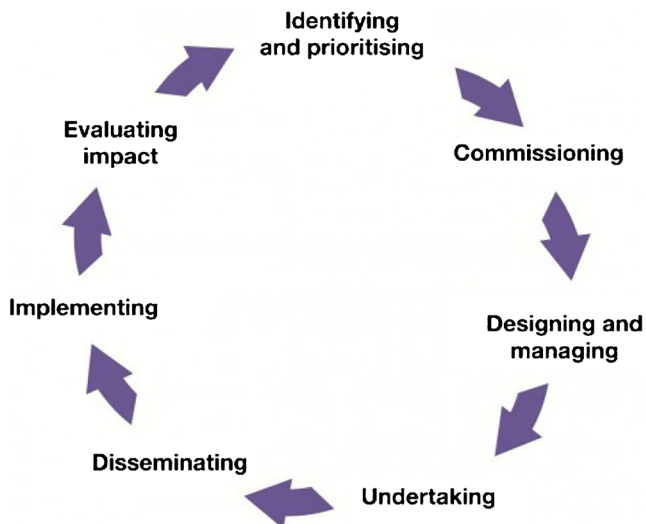 Identifying
and prioritising
Commissioning
Designing and
managing
Undertaking
Disseminating
Implementing
Evaluating
impact